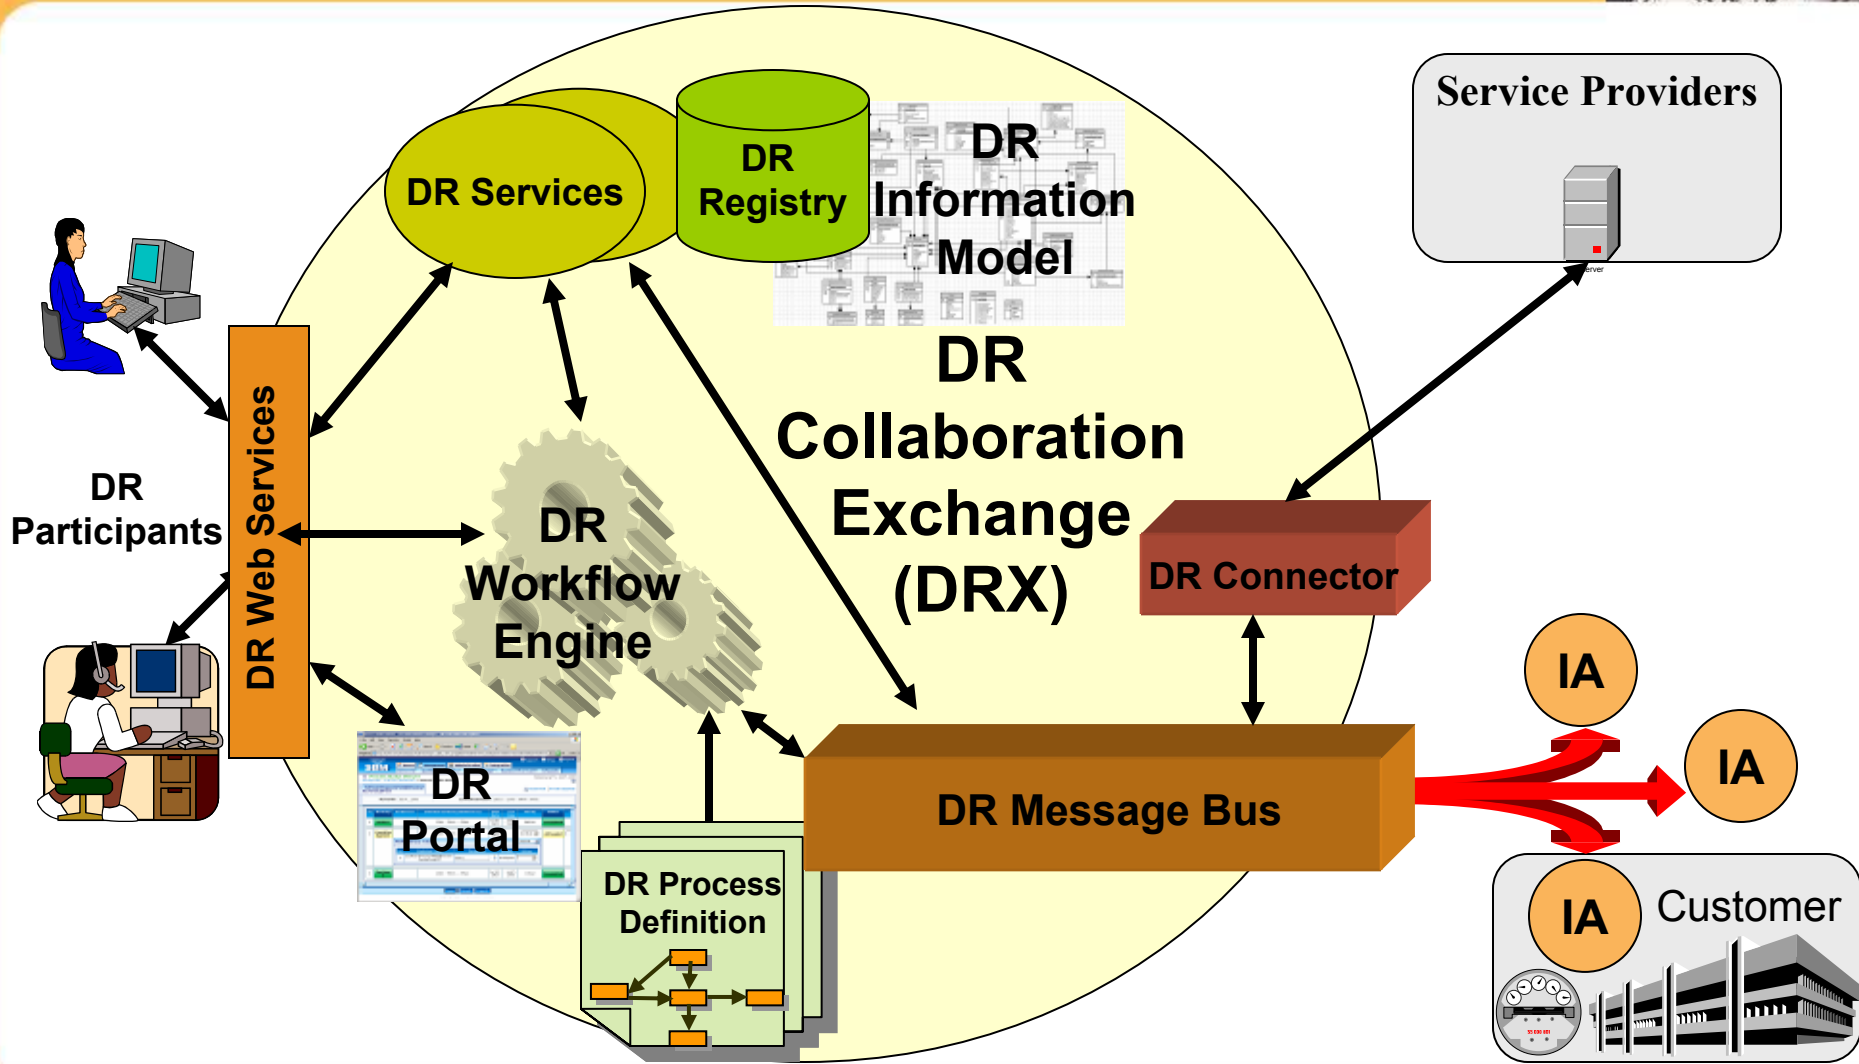 Service Providers
erver
DR
Registry
DR
Information
Model
DR Services
DR
Collaboration
Exchange
(DRX)
DR
Participants
DR Web Services
DR
Workflow
Engine
DR Connector
IA
IA
DR
Portal
DR Message Bus
DR Process
Definition
IA
Customer